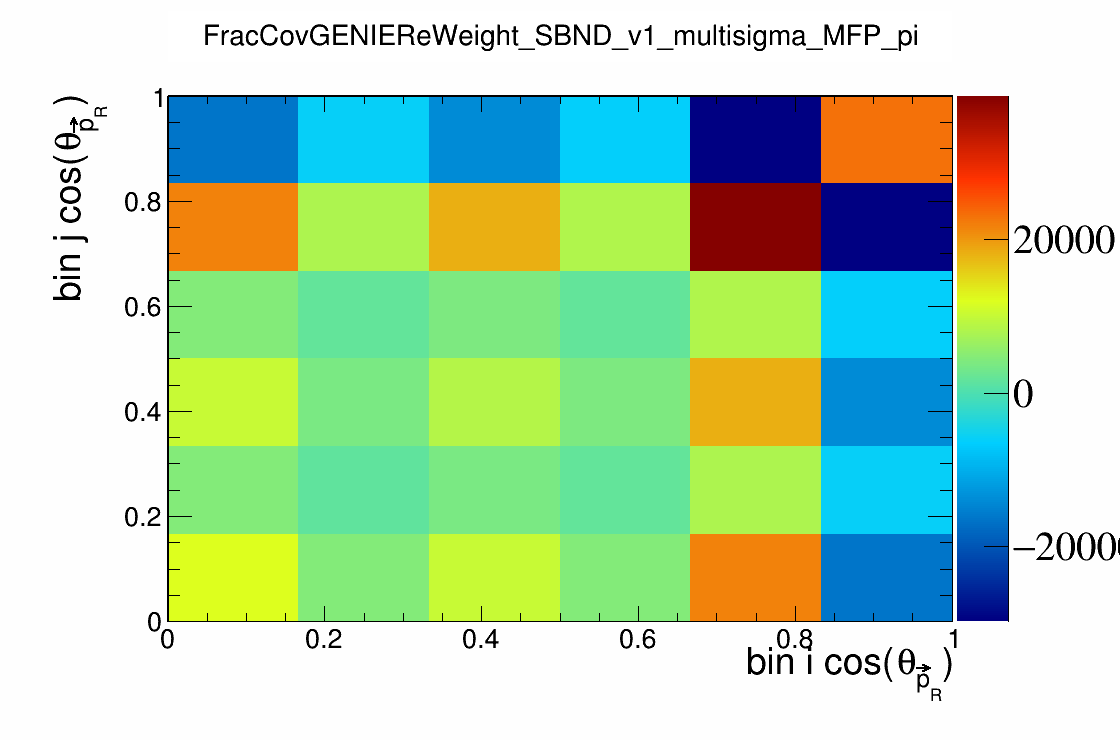 FracCovGENIEReWeight_SBND_v1_multisigma_MFP_pi
bin j cos(θp⃗R)
1
0.8
0.6
0.4
0.2
0
0 0.2 0.4 0.6 0.8 1
bin i cos(θp⃗R)
20000
0
−20000